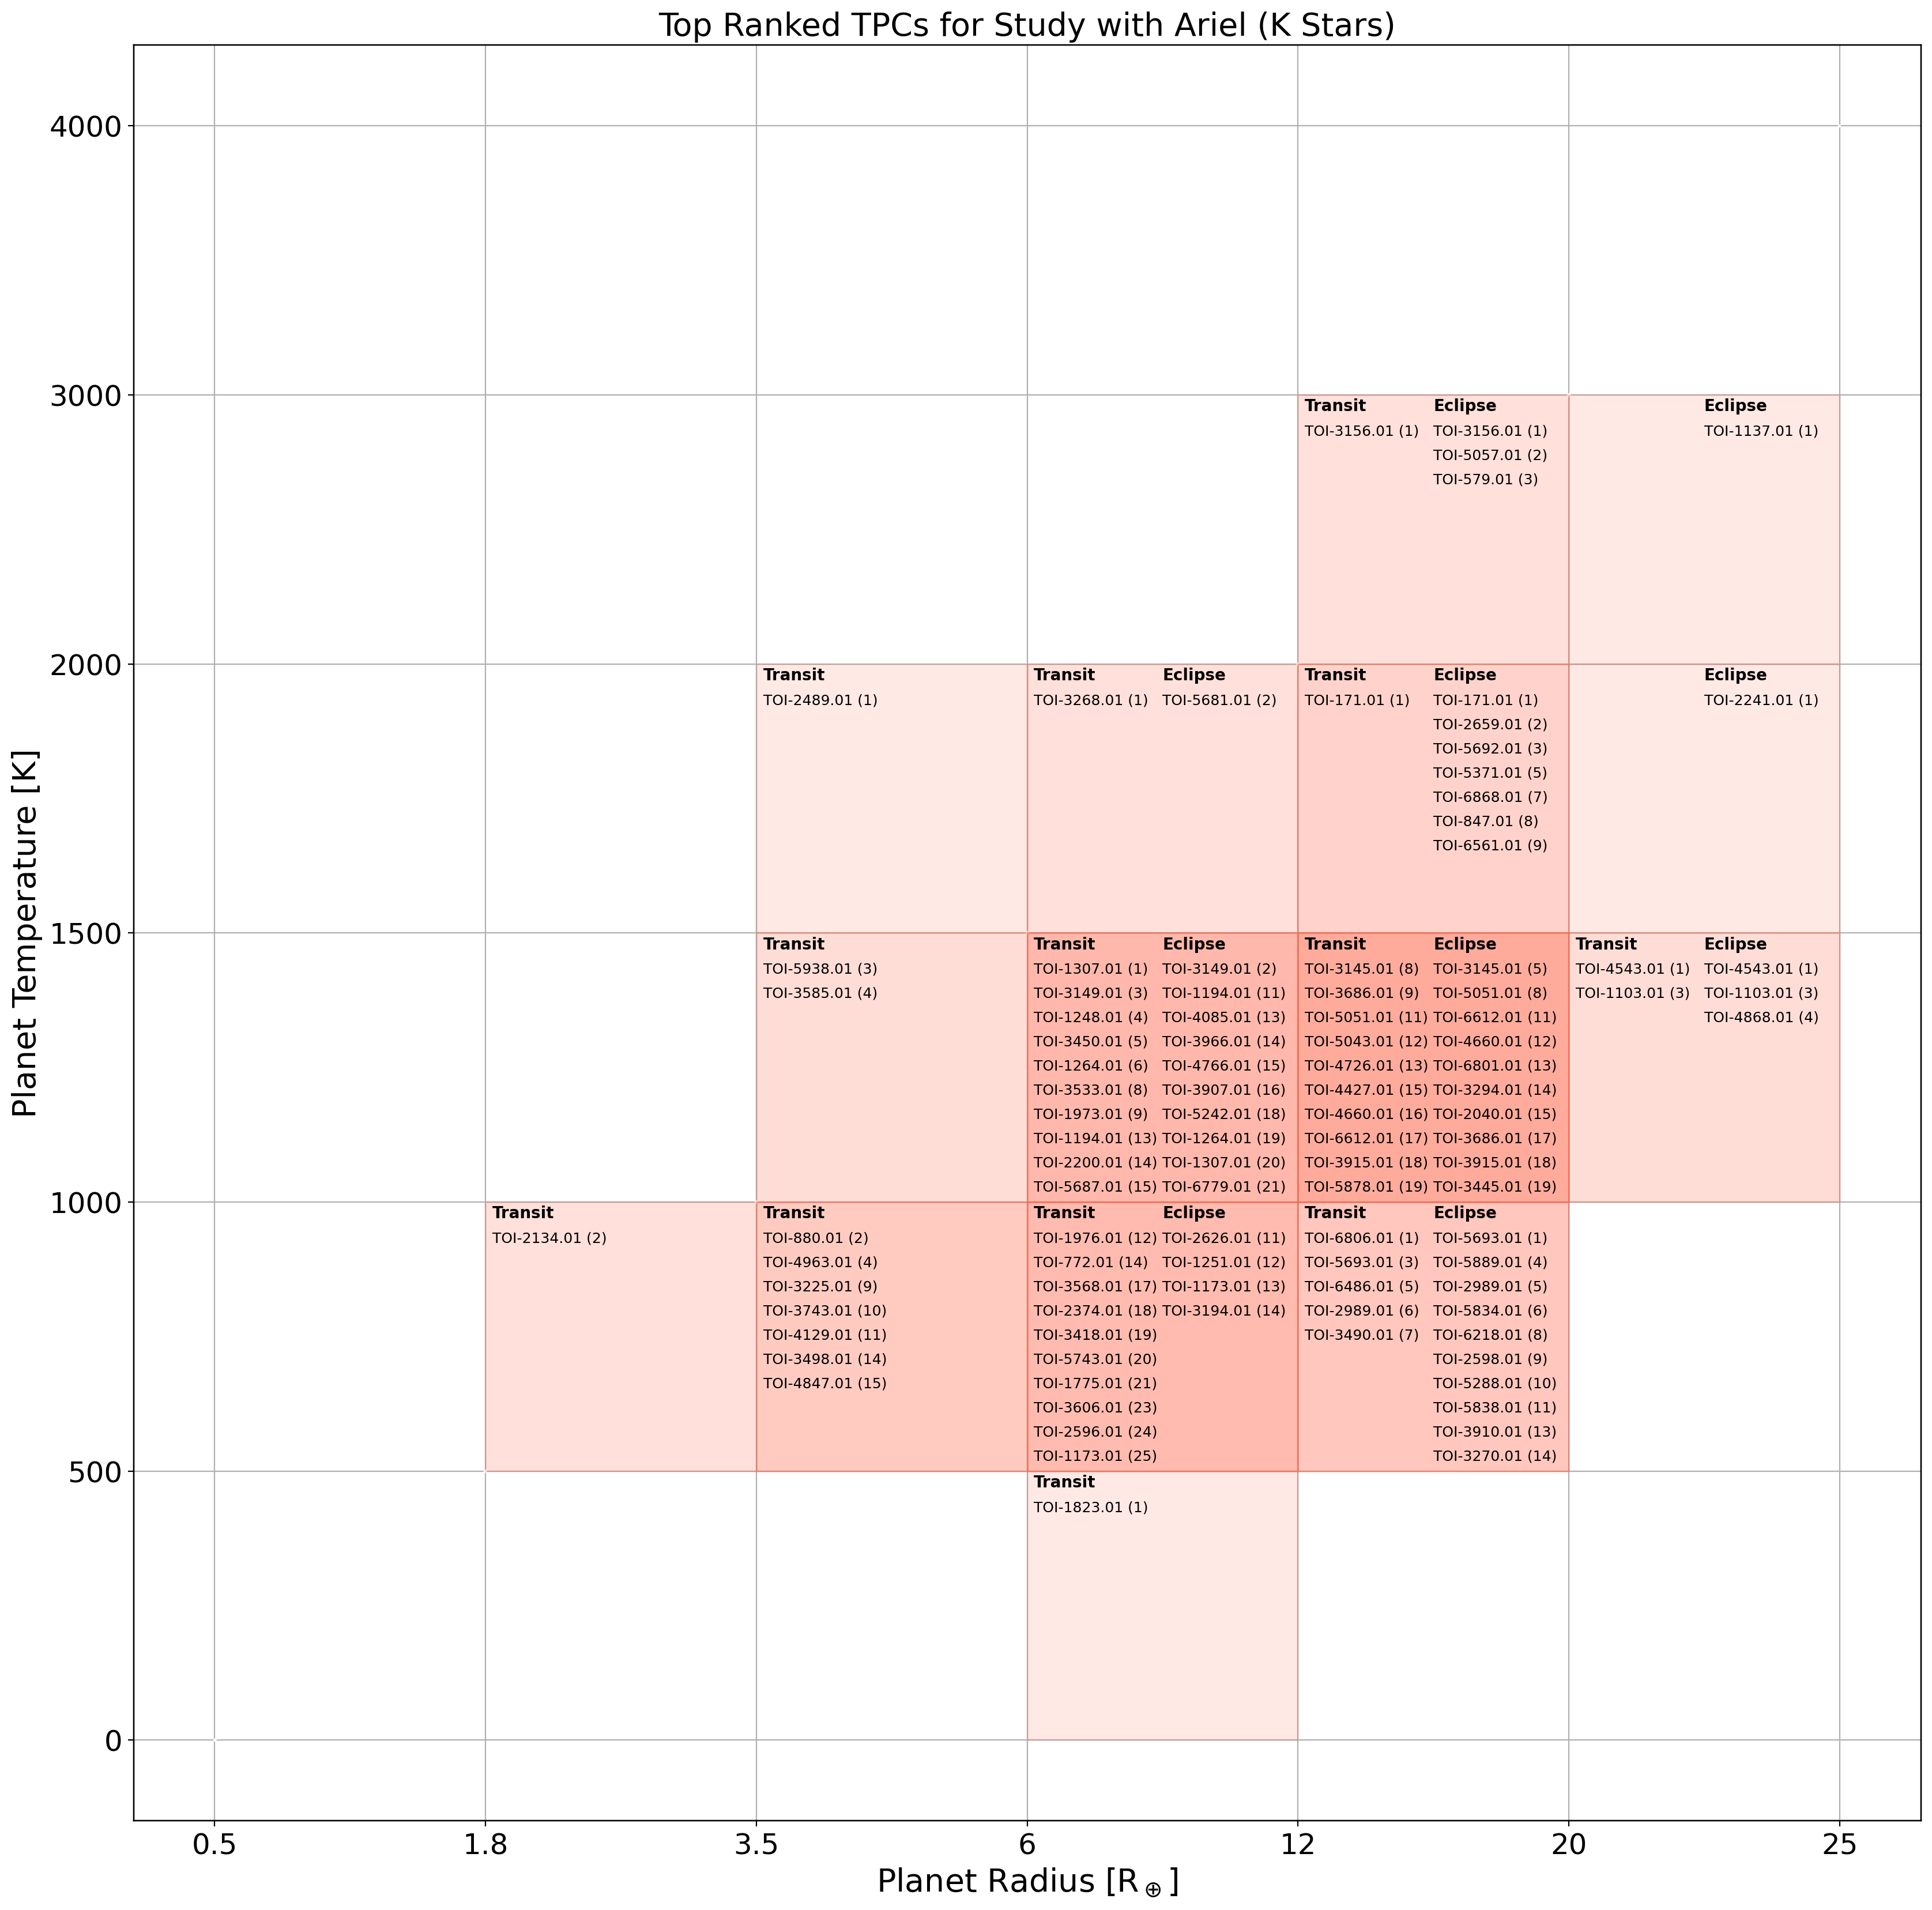 Top Ranked TPCs for Study with Ariel (K Stars)
Planet Temperature [K]
4000
3000
2000
1500
1000
500
0
Transit Eclipse
TOI-3156.01 (1) TOI-3156.01 (1)
TOI-5057.01 (2)
TOI-579.01 (3)
Eclipse
TOI-1137.01 (1)
Transit
TOI-2489.01 (1)
Transit Eclipse
TOI-3268.01 (1) TOI-5681.01 (2)
Transit Eclipse
TOI-171.01 (1) TOI-171.01 (1)
TOI-2659.01 (2)
TOI-5692.01 (3)
TOI-5371.01 (5)
TOI-6868.01 (7)
TOI-847.01 (8)
TOI-6561.01 (9)
Eclipse
TOI-2241.01 (1)
Transit
TOI-5938.01 (3)
TOI-3585.01 (4)
Transit Eclipse
TOI-1307.01 (1) TOI-3149.01 (2)
TOI-3149.01 (3) TOI-1194.01 (11)
TOI-1248.01 (4) TOI-4085.01 (13)
TOI-3450.01 (5) TOI-3966.01 (14)
TOI-1264.01 (6) TOI-4766.01 (15)
TOI-3533.01 (8) TOI-3907.01 (16)
TOI-1973.01 (9) TOI-5242.01 (18)
TOI-1194.01 (13) TOI-1264.01 (19)
TOI-2200.01 (14) TOI-1307.01 (20)
TOI-5687.01 (15) TOI-6779.01 (21)
Transit Eclipse
TOI-3145.01 (8) TOI-3145.01 (5)
TOI-3686.01 (9) TOI-5051.01 (8)
TOI-5051.01 (11) TOI-6612.01 (11)
TOI-5043.01 (12) TOI-4660.01 (12)
TOI-4726.01 (13) TOI-6801.01 (13)
TOI-4427.01 (15) TOI-3294.01 (14)
TOI-4660.01 (16) TOI-2040.01 (15)
TOI-6612.01 (17) TOI-3686.01 (17)
TOI-3915.01 (18) TOI-3915.01 (18)
TOI-5878.01 (19) TOI-3445.01 (19)
Transit Eclipse
TOI-4543.01 (1) TOI-4543.01 (1)
TOI-1103.01 (3) TOI-1103.01 (3)
TOI-4868.01 (4)
Transit
TOI-2134.01 (2)
Transit
TOI-880.01 (2)
TOI-4963.01 (4)
TOI-3225.01 (9)
TOI-3743.01 (10)
TOI-4129.01 (11)
TOI-3498.01 (14)
TOI-4847.01 (15)
Transit Eclipse
TOI-1976.01 (12) TOI-2626.01 (11)
TOI-772.01 (14) TOI-1251.01 (12)
TOI-3568.01 (17) TOI-1173.01 (13)
TOI-2374.01 (18) TOI-3194.01 (14)
TOI-3418.01 (19)
TOI-5743.01 (20)
TOI-1775.01 (21)
TOI-3606.01 (23)
TOI-2596.01 (24)
TOI-1173.01 (25)
Transit Eclipse
TOI-6806.01 (1) TOI-5693.01 (1)
TOI-5693.01 (3) TOI-5889.01 (4)
TOI-6486.01 (5) TOI-2989.01 (5)
TOI-2989.01 (6) TOI-5834.01 (6)
TOI-3490.01 (7) TOI-6218.01 (8)
TOI-2598.01 (9)
TOI-5288.01 (10)
TOI-5838.01 (11)
TOI-3910.01 (13)
TOI-3270.01 (14)
Transit
TOI-1823.01 (1)
0.5 1.8 3.5 6 12 20 25
Planet Radius [R⊕]